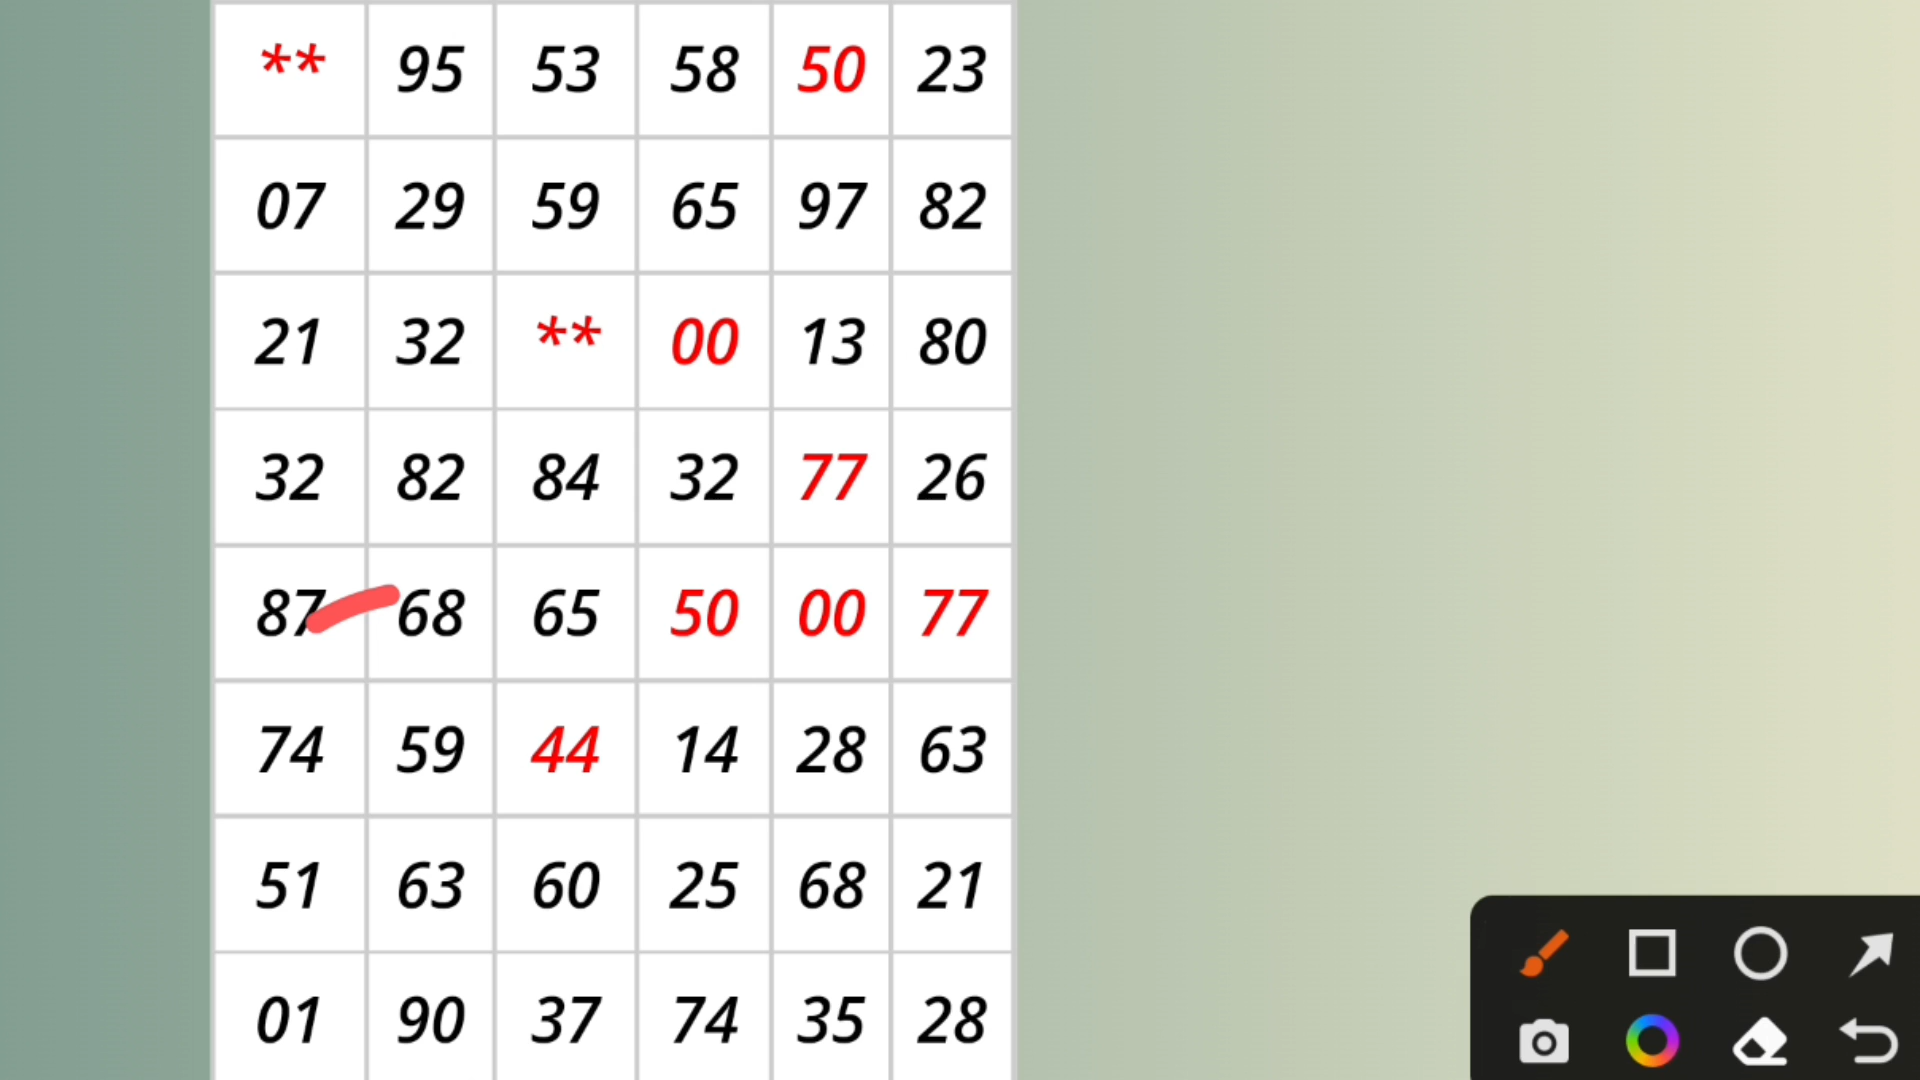 ** 95 53 58 50 23
07 29 59 65 97 82
21 32 ** 00 13 80
32 82 84 32 77 26
87 68 65 50 00 77
74 59 44 14 28 63
51 63 60 25 68 21
01 90 37 74 35 28